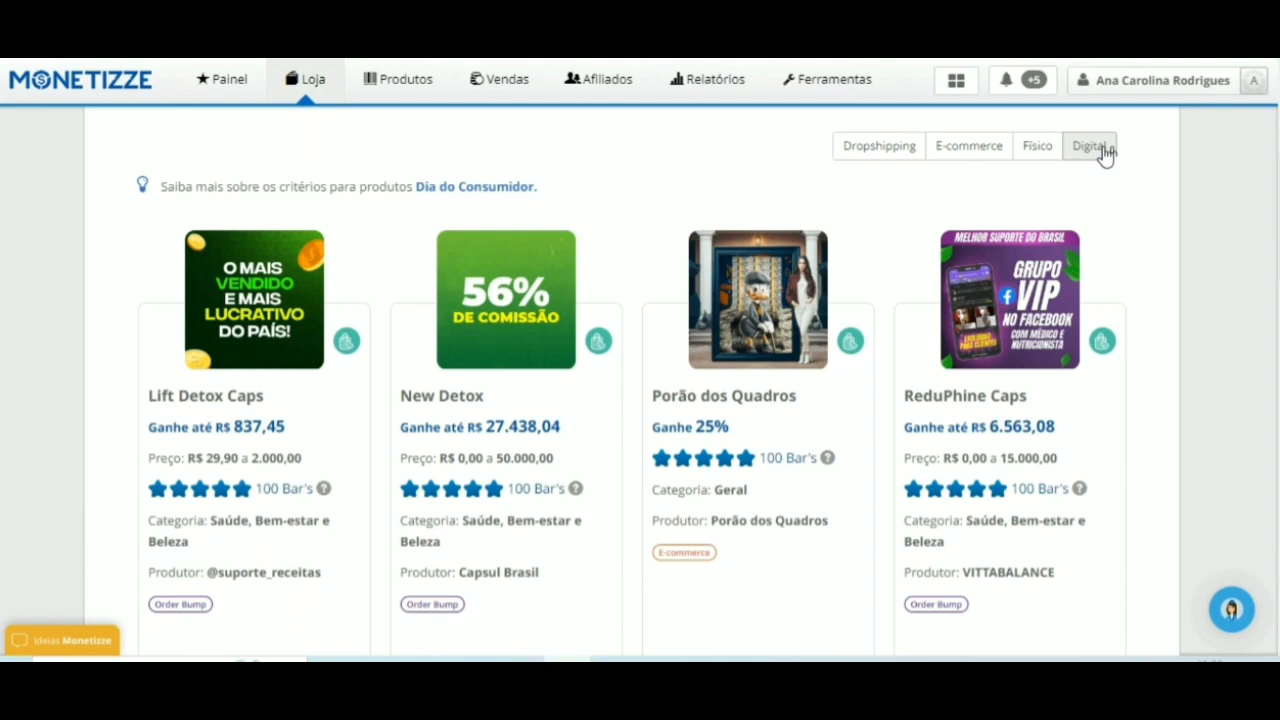 MONETIZZE
Painel
Loja
Produtos
Vendas
Afiliados
Relatórios
Ferramentas
+5
Ana Carolina Rodrigues
A
Dropshipping
E-commerce
Físico
Digital
Saiba mais sobre os critérios para produtos Dia do Consumidor.
O MAIS
VENDIDO
E MAIS
LUCRATIVO
DO PAÍS!
Lift Detox Caps
Ganhe até R$ 837,45
Preço: R$ 29,90 a 2.000,00
100 Bar's ?
Categoria: Saúde, Bem-estar e
Beleza
Produtor: @suporte_receitas
Order Bump
56%
DE COMISSÃO
New Detox
Ganhe até R$ 27.438,04
Preço: R$ 0,00 a 50.000,00
100 Bar's ?
Categoria: Saúde, Bem-estar e
Beleza
Produtor: Capsul Brasil
Order Bump
Porão dos Quadros
Ganhe 25%
100 Bar's ?
Categoria: Geral
Produtor: Porão dos Quadros
E-commerce
MELHOR SUPORTE DO BRASIL
GRUPO
VIP
NO FACEBOOK
COM MÉDICO E
NUTRICIONISTA
EXCLUSIVO
PARA CLIENTES
ReduPhine Caps
Ganhe até R$ 6.563,08
Preço: R$ 0,00 a 15.000,00
100 Bar's ?
Categoria: Saúde, Bem-estar e
Beleza
Produtor: VITTABALANCE
Order Bump
Ideias Monetizze